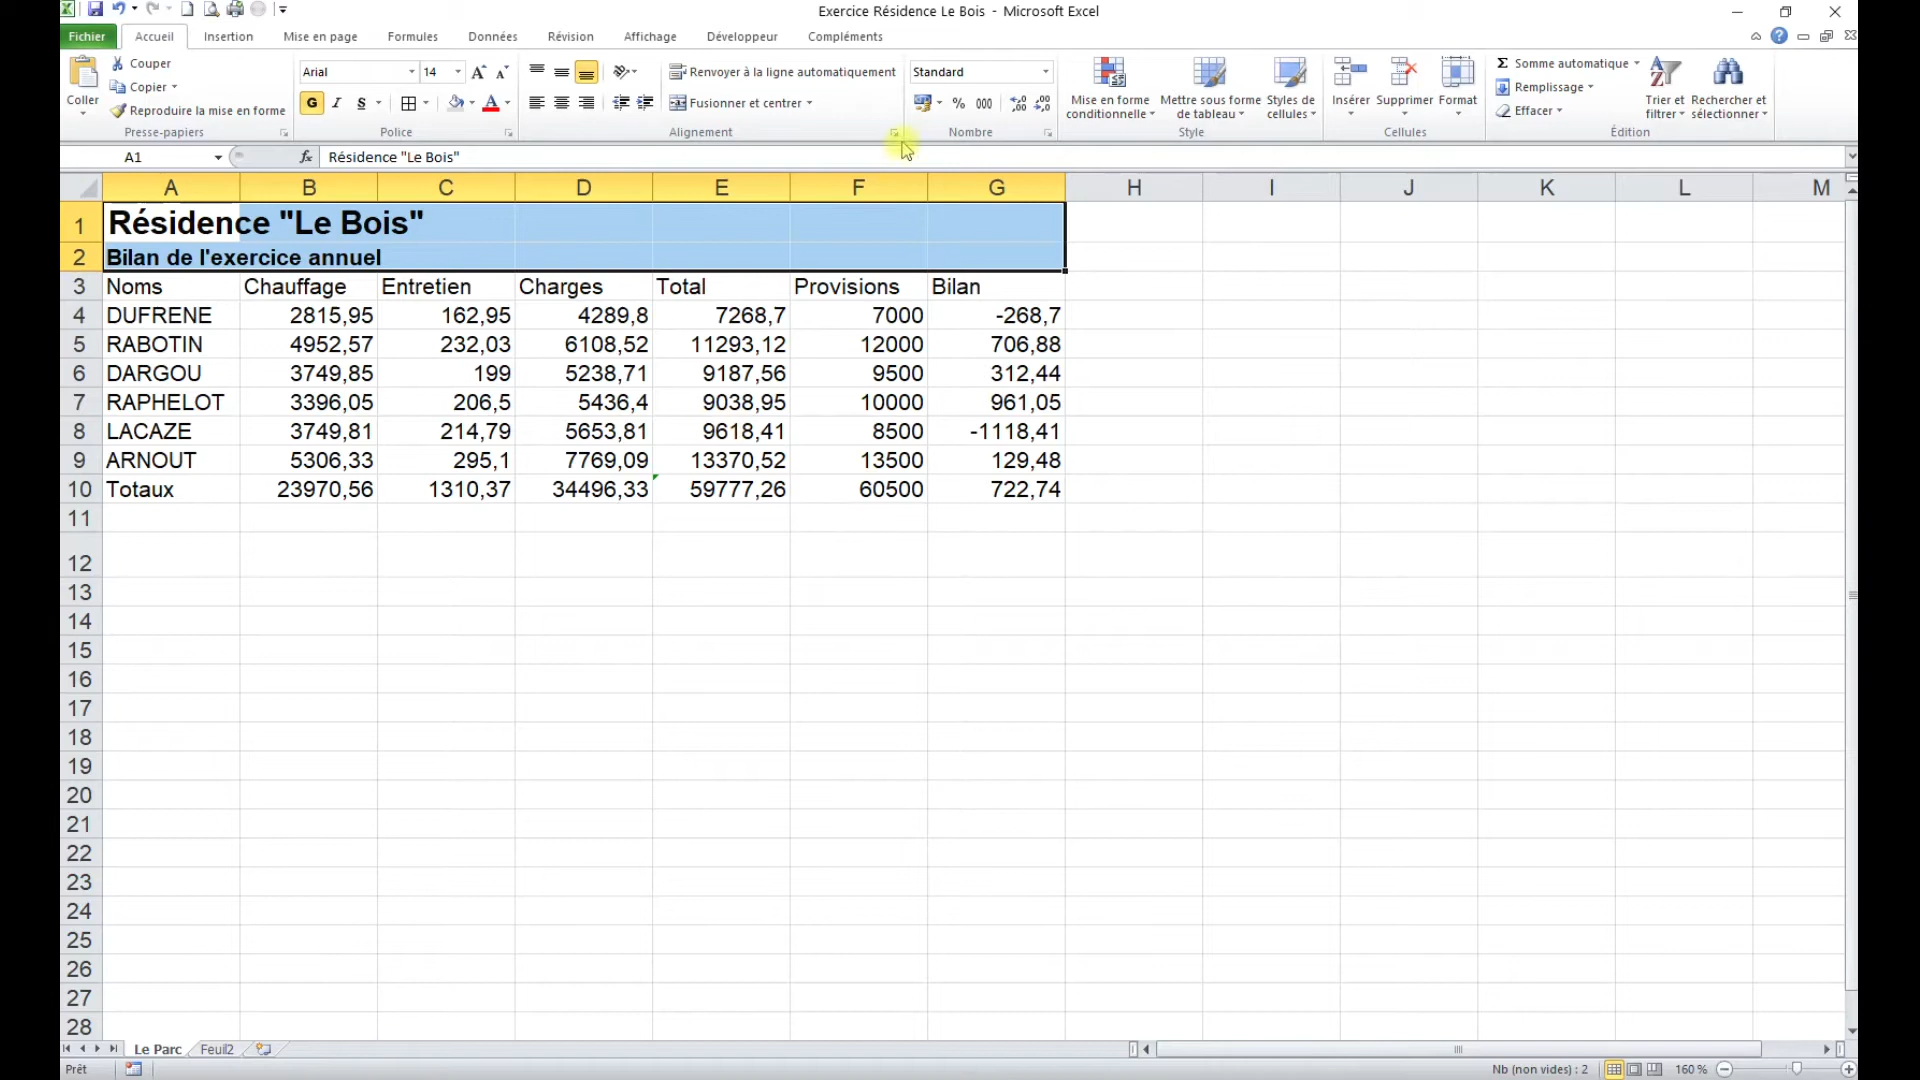 Exercice Résidence Le Bois - Microsoft Excel
Fichier Accueil Insertion Mise en page Formules Données Révision Affichage Développeur Compléments
Coller
Couper
Copier
Reproduire la mise en forme
Presse-papiers
Arial 14
G I S
Police
Renvoyer à la ligne automatiquement
Fusionner et centrer
Alignement
Standard
% 000
Nombre
Mise en forme conditionnelle
Mettre sous forme de tableau
Styles de cellules
Style
Insérer Supprimer Format
Cellules
Σ Somme automatique
Remplissage
Effacer
Trier et filtrer
Rechercher et sélectionner
Édition
A1 fx Résidence "Le Bois"
A B C D E F G H I J K L M
1 Résidence "Le Bois"
2 Bilan de l'exercice annuel
3 Noms Chauffage Entretien Charges Total Provisions Bilan
4 DUFRENE 2815,95 162,95 4289,8 7268,7 7000 -268,7
5 RABOTIN 4952,57 232,03 6108,52 11293,12 12000 706,88
6 DARGOU 3749,85 199 5238,71 9187,56 9500 312,44
7 RAPHELOT 3396,05 206,5 5436,4 9038,95 10000 961,05
8 LACAZE 3749,81 214,79 5653,81 9618,41 8500 -1118,41
9 ARNOUT 5306,33 295,1 7769,09 13370,52 13500 129,48
10 Totaux 23970,56 1310,37 34496,33 59777,26 60500 722,74
11
12
13
14
15
16
17
18
19
20
21
22
23
24
25
26
27
28
Le Parc Feuil2
Prêt Nb (non vides) : 2 160 %